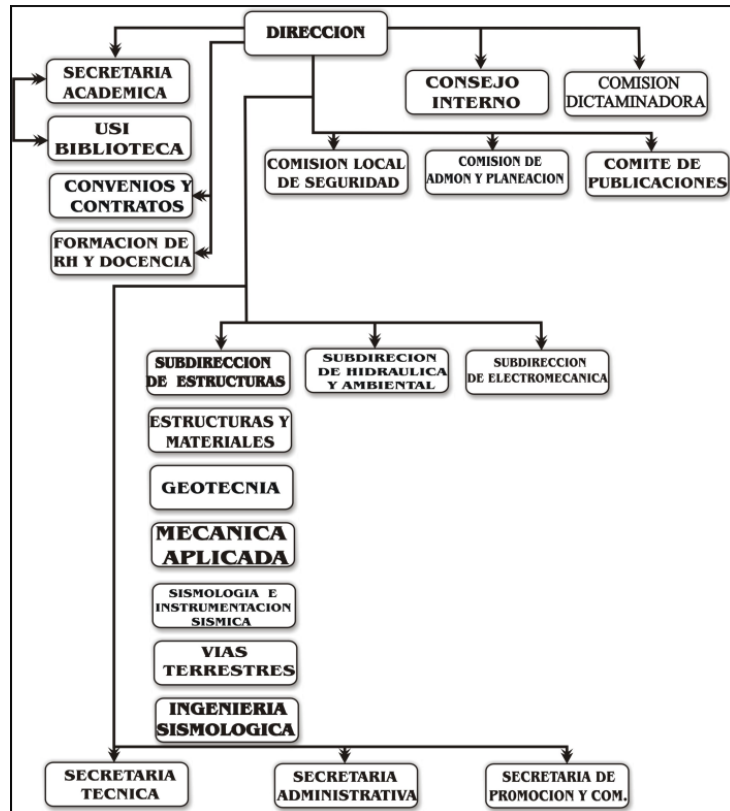 DIRECCION
SECRETARIA
ACADEMICA
CONSEJO
INTERNO
COMISION
DICTAMINADORA
USI
BIBLIOTECA
COMISION LOCAL
DE SEGURIDAD
COMISION DE
ADMON Y PLANEACION
COMITE DE
PUBLICACIONES
CONVENIOS Y
CONTRATOS
FORMACION DE
RH Y DOCENCIA
SUBDIRECCION
DE ESTRUCTURAS
SUBDIRECION
DE HIDRAULICA
Y AMBIENTAL
SUBDIRECCION
DE ELECTROMECANICA
ESTRUCTURAS Y
MATERIALES
GEOTECNIA
MECANICA
APLICADA
SISMOLOGIA E
INSTRUMENTACION
SISMICA
VIAS
TERRESTRES
INGENIERIA
SISMOLOGICA
SECRETARIA
TECNICA
SECRETARIA
ADMINISTRATIVA
SECRETARIA DE
PROMOCION Y COM.